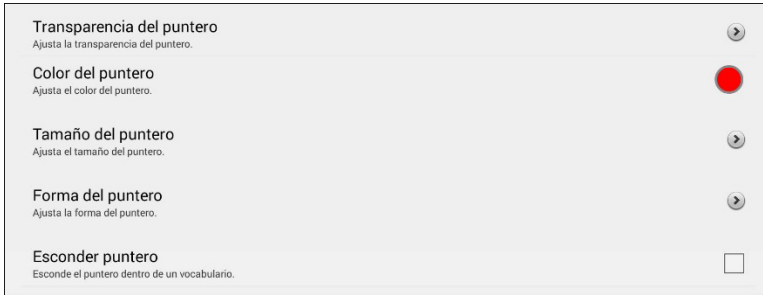 Transparencia del puntero
Ajusta la transparencia del puntero.
Color del puntero
Ajusta el color del puntero.
Tamaño del puntero
Ajusta el tamaño del puntero.
Forma del puntero
Ajusta la forma del puntero.
Esconder puntero
Esconde el puntero dentro de un vocabulario.